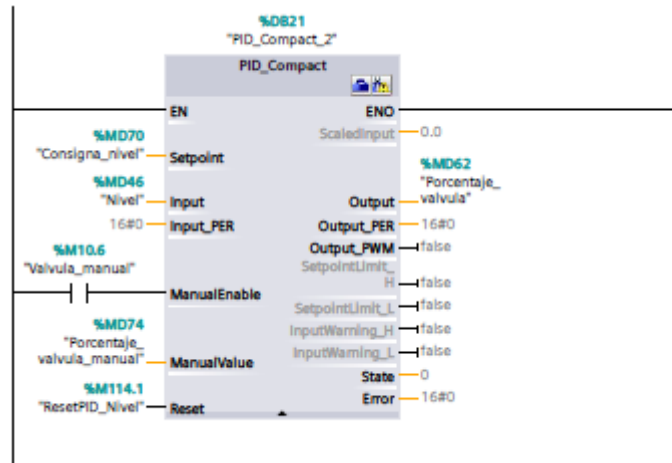 %DB21
"PID_Compact_2"
PID_Compact
EN ENO
ScaledInput 0.0
%MD70
"Consigna_nivel" Setpoint
%MD46
"Nivel" Input
%MD62
"Porcentaje_
valvula" Output
16#0 Input_PER Output_PER 16#0
Output_PWM false
%M10.6
"Valvula_manual" ManualEnable
SetpointLimit_
H false
SetpointLimit_L false
InputWarning_H false
%MD74
"Porcentaje_
valvula_manual" ManualValue
InputWarning_L false
State 0
%M114.1
"ResetPID_Nivel" Reset
Error 16#0